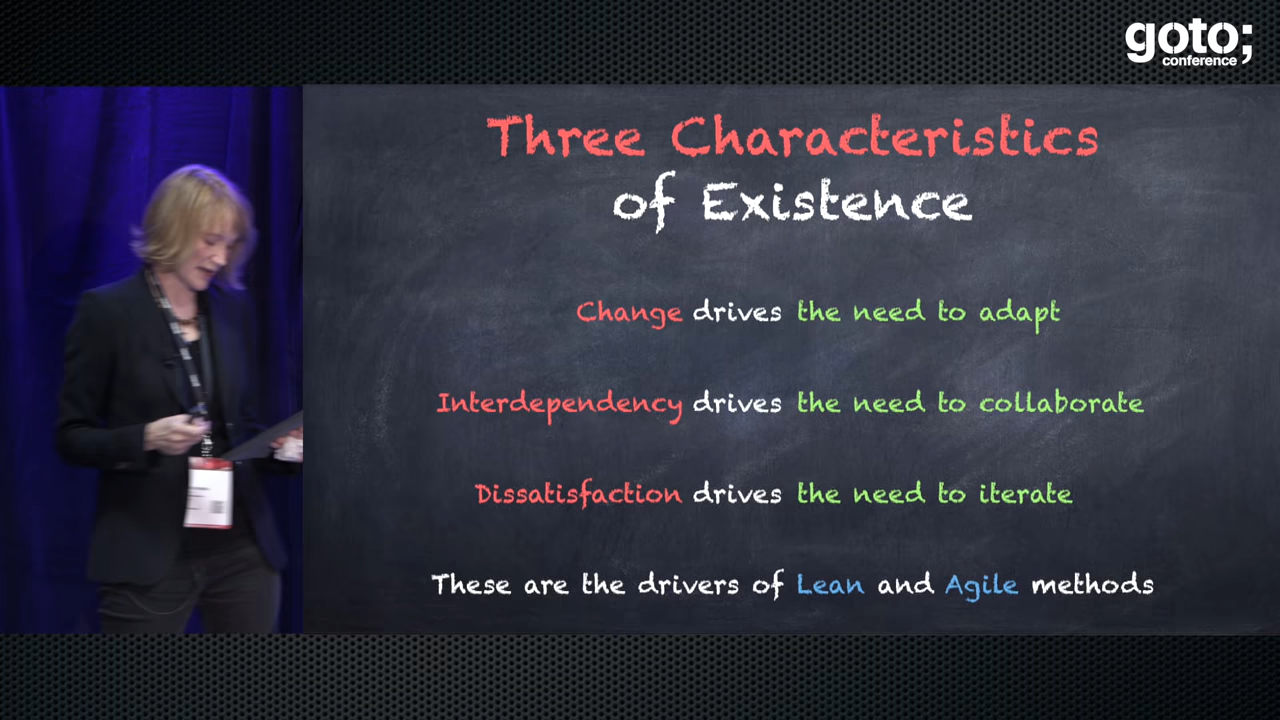 goto;
conference
Three Characteristics
of Existence
Change drives the need to adapt
Interdependency drives the need to collaborate
Dissatisfaction drives the need to iterate
These are the drivers of Lean and Agile methods